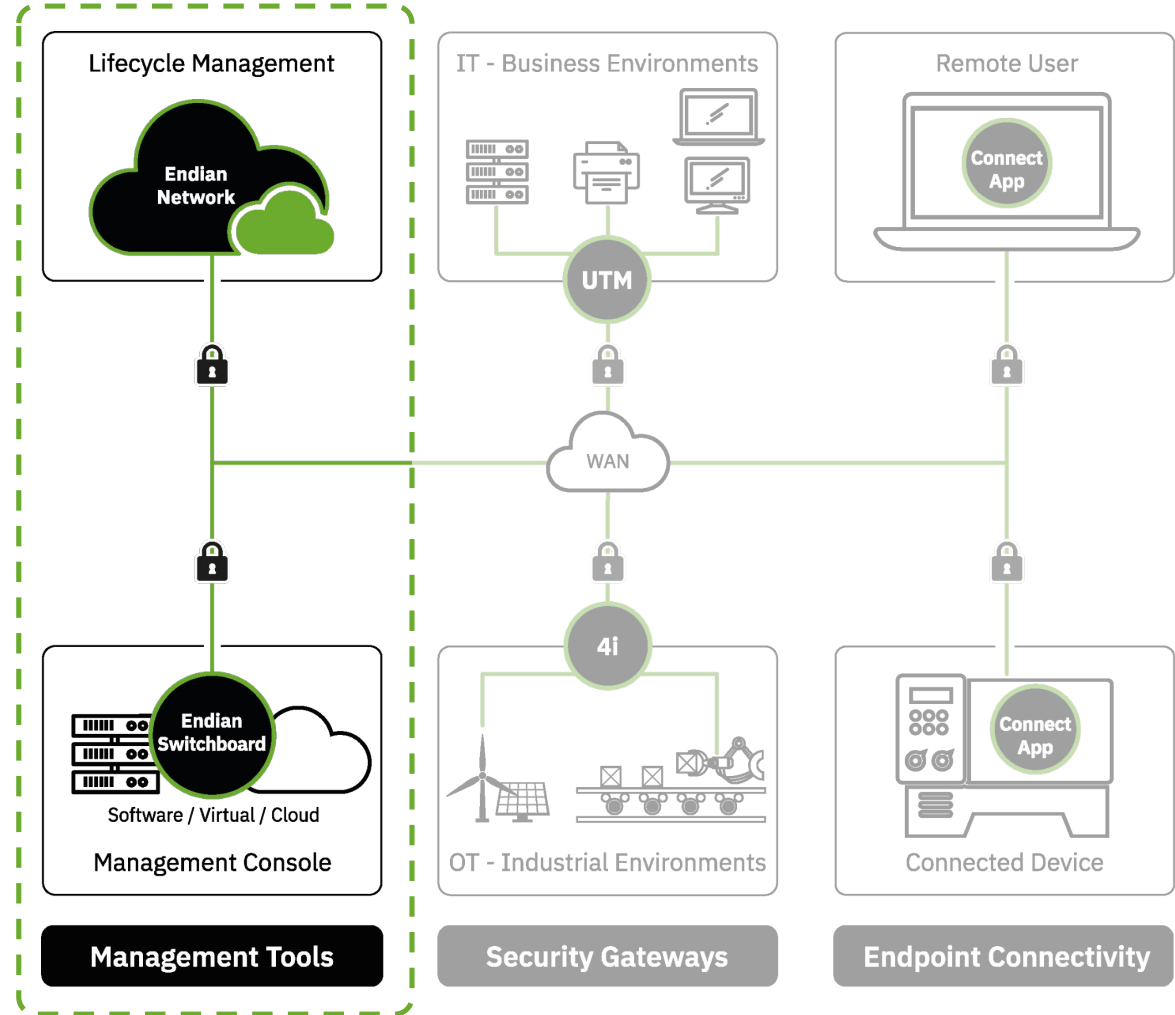 Lifecycle Management
Endian
Network
IT - Business Environments
UTM
Remote User
Connect
App
WAN
Endian
Switchboard
Software / Virtual / Cloud
Management Console
4i
OT - Industrial Environments
Connect
App
Connected Device
Management Tools
Security Gateways
Endpoint Connectivity